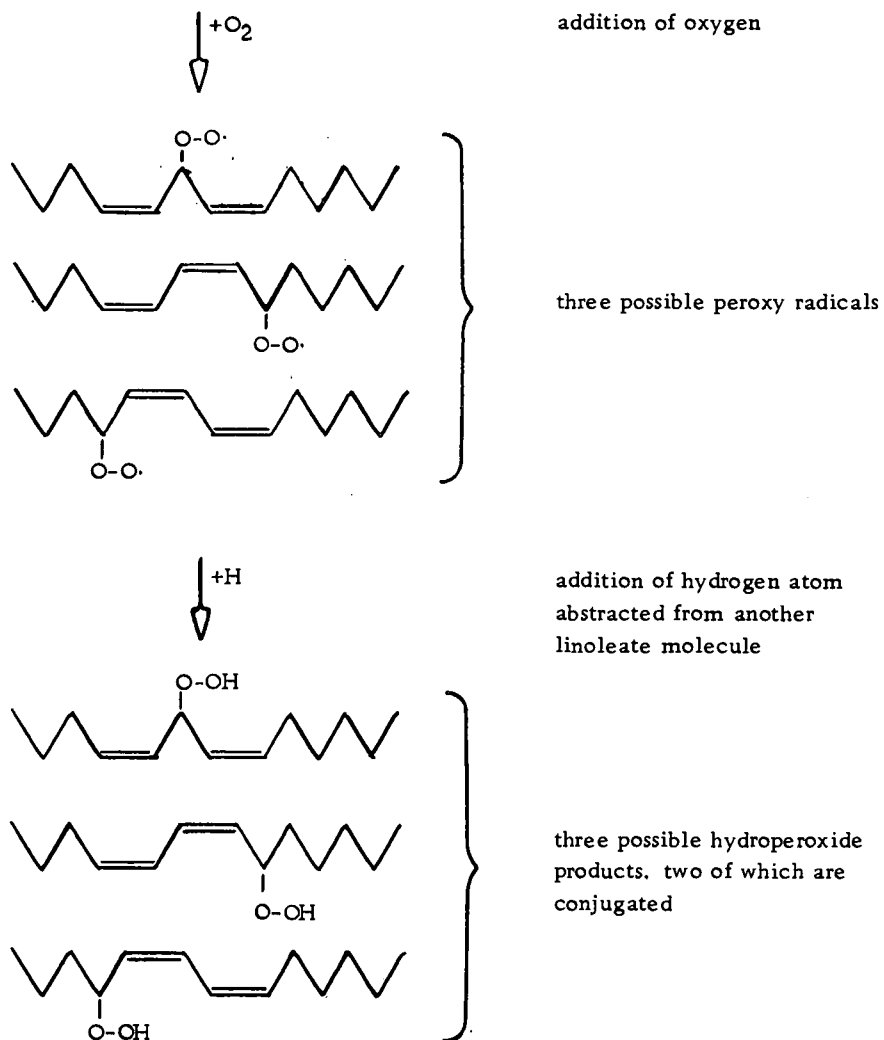 +O2
addition of oxygen
O-O·
O-O·
three possible peroxy radicals
O-O·
+H
addition of hydrogen atom
abstracted from another
linoleate molecule
O-OH
O-OH
three possible hydroperoxide
products. two of which are
conjugated
O-OH